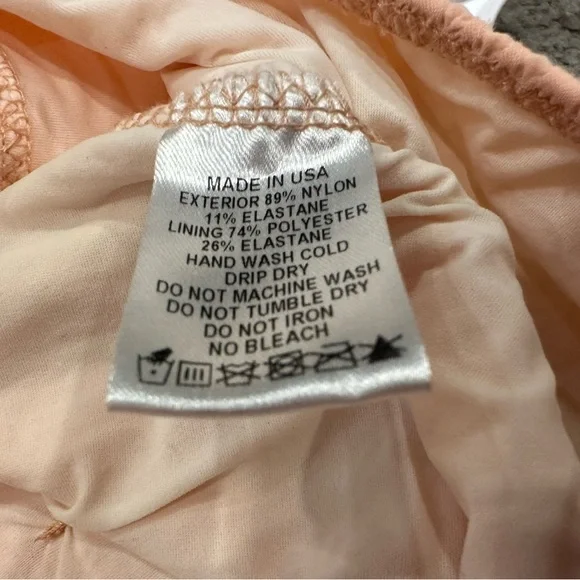 MADE IN USA
EXTERIOR 89% NYLON
11% ELASTANE
LINING 74% POLYESTER
26% ELASTANE
HAND WASH COLD
DRIP DRY
DO NOT MACHINE WASH
DO NOT TUMBLE DRY
DO NOT IRON
NO BLEACH